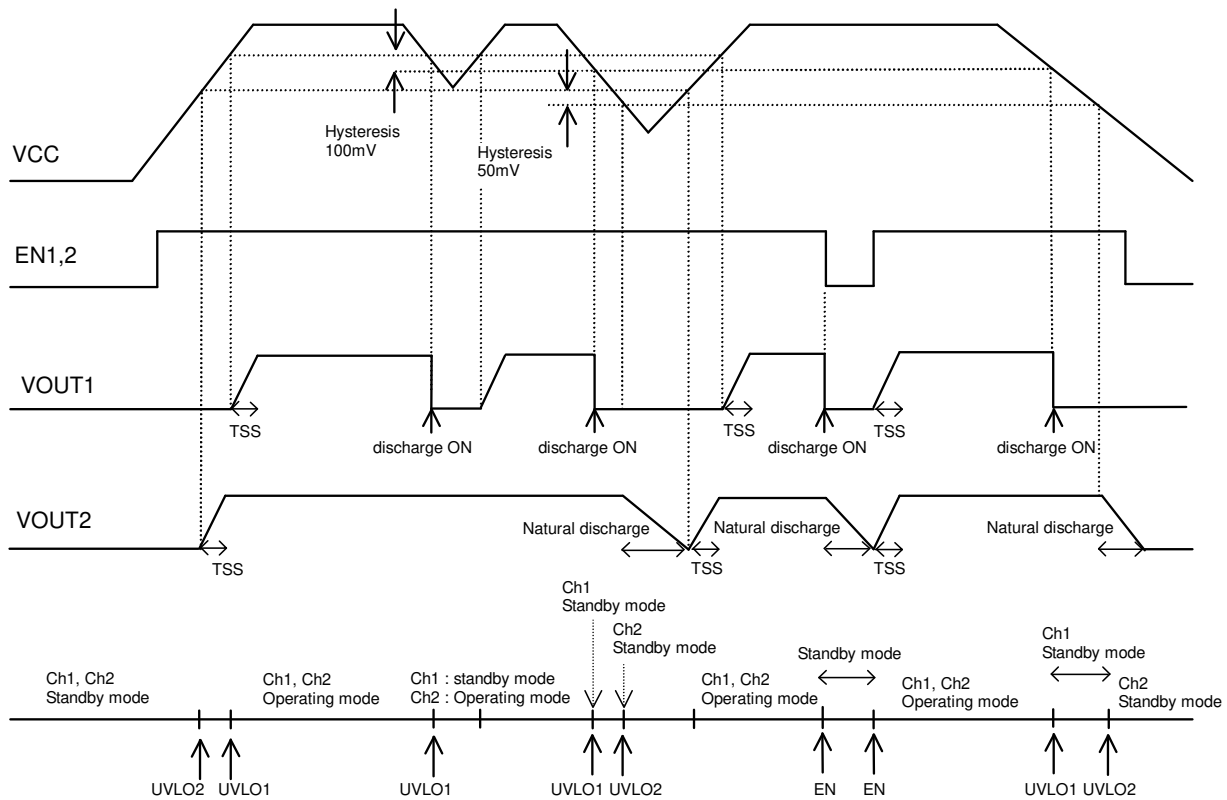 Hysteresis
100mV
Hysteresis
50mV
VCC
EN1,2
VOUT1
TSS
discharge ON
discharge ON
TSS
discharge ON
TSS
discharge ON
VOUT2
TSS
Natural discharge
TSS
Natural discharge
TSS
Natural discharge
Ch1
Standby mode
Ch2
Standby mode
Ch1, Ch2
Standby mode
Ch1, Ch2
Operating mode
Ch1 : standby mode
Ch2 : Operating mode
Ch1, Ch2
Operating mode
Standby mode
Ch1, Ch2
Operating mode
Ch1
Standby mode
Ch2
Standby mode
UVLO2 UVLO1 UVLO1 UVLO1 UVLO2 EN EN UVLO1 UVLO2